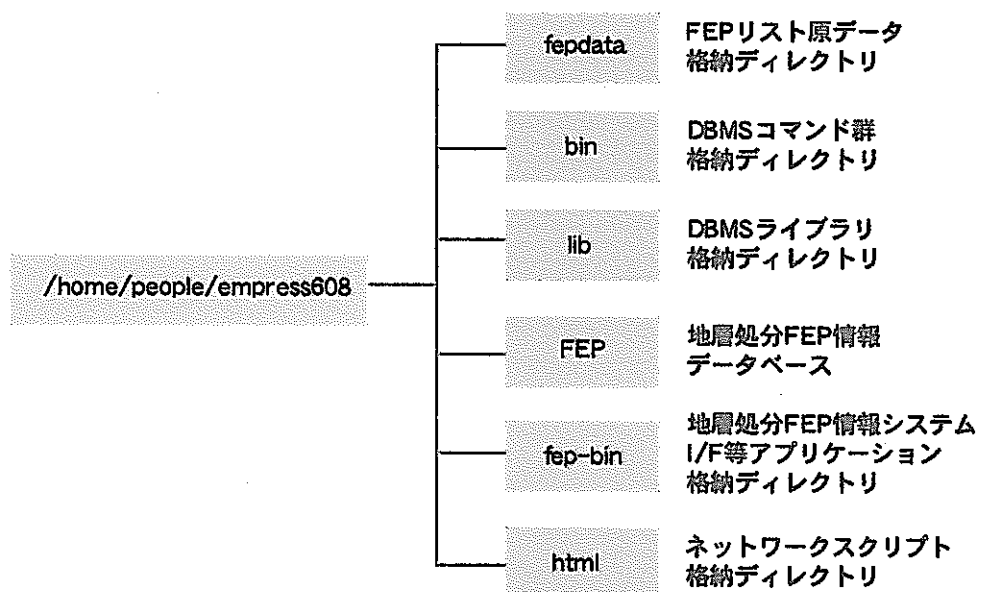 fepdata
FEPリスト原データ
格納ディレクトリ
bin
DBMSコマンド群
格納ディレクトリ
lib
DBMSライブラリ
格納ディレクトリ
/home/people/empress608
FEP
地層処分FEP情報
データベース
fep-bin
地層処分FEP情報システム
I/F等アプリケーション
格納ディレクトリ
html
ネットワークスクリプト
格納ディレクトリ